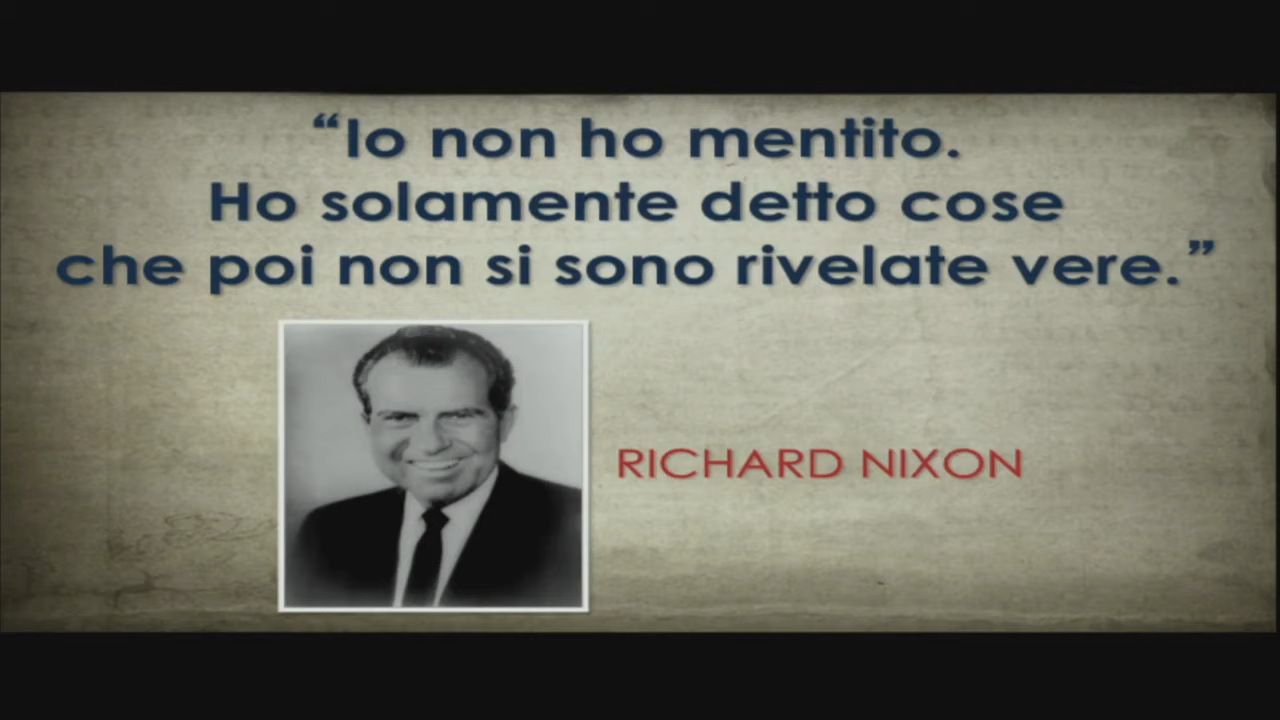 “Io non ho mentito.
Ho solamente detto cose
che poi non si sono rivelate vere.”
RICHARD NIXON